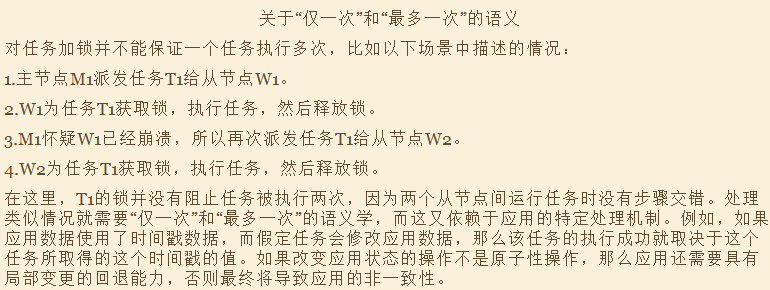 关于“仅一次”和“最多一次”的语义
对任务加锁并不能保证一个任务执行多次，比如以下场景中描述的情况：
1.主节点M1派发任务T1给从节点W1。
2.W1为任务T1获取锁，执行任务，然后释放锁。
3.M1怀疑W1已经崩溃，所以再次派发任务T1给从节点W2。
4.W2为任务T1获取锁，执行任务，然后释放锁。
在这里，T1的锁并没有阻止任务被执行两次，因为两个从节点间运行任务时没有步骤交错。处理
类似情况就需要“仅一次”和“最多一次”的语义学，而这又依赖于应用的特定处理机制。例如，如果
应用数据使用了时间戳数据，而假定任务会修改应用数据，那么该任务的执行成功就取决于这个
任务所取得的这个时间戳的值。如果改变应用状态的操作不是原子性操作，那么应用还需要具有
局部变更的回退能力，否则最终将导致应用的非一致性。